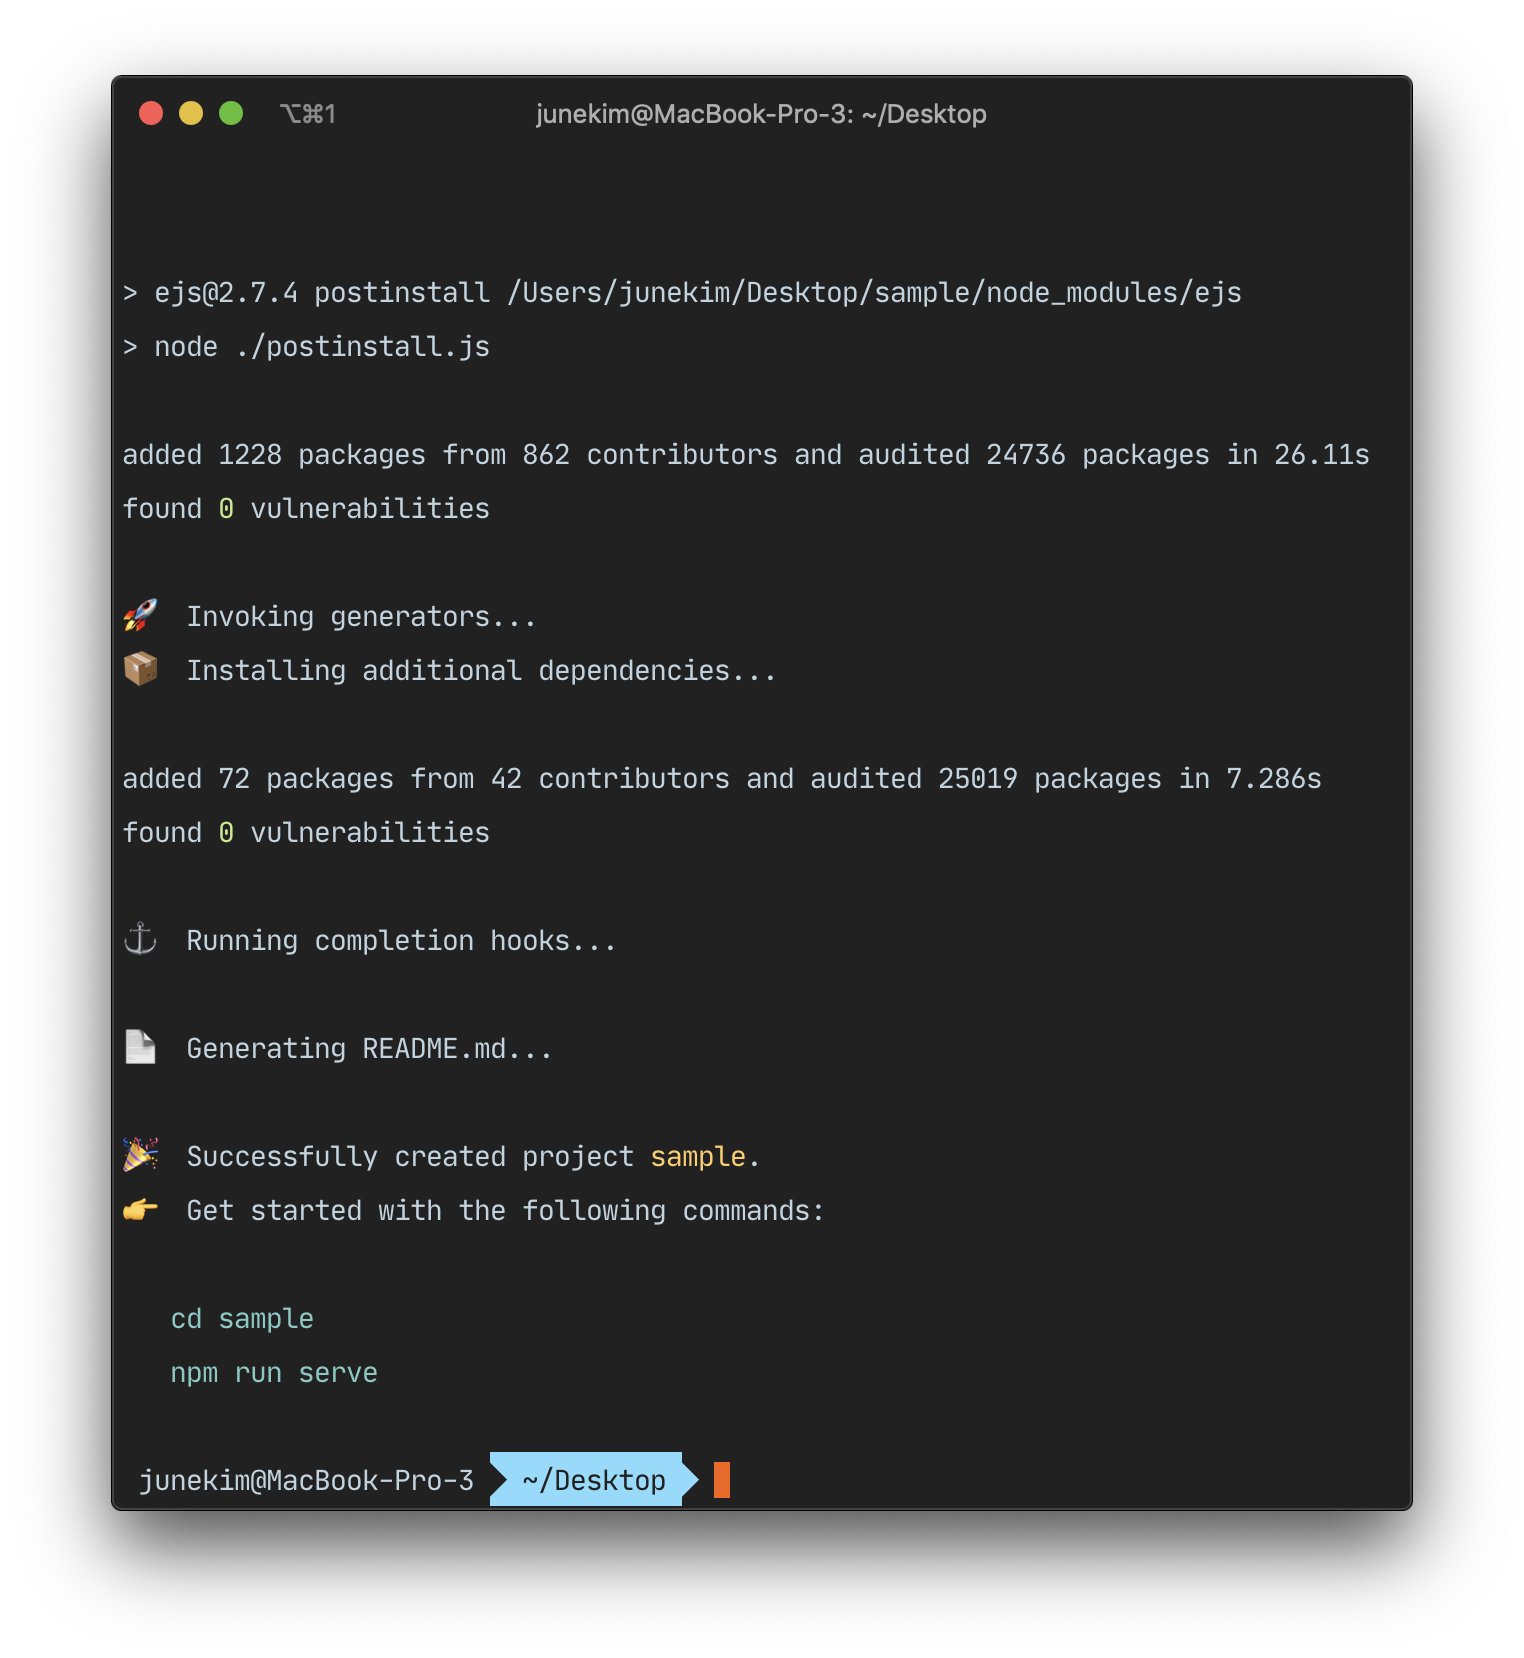 ⌥⌘1 junekim@MacBook-Pro-3: ~/Desktop
> ejs@2.7.4 postinstall /Users/junekim/Desktop/sample/node_modules/ejs
> node ./postinstall.js
added 1228 packages from 862 contributors and audited 24736 packages in 26.11s
found 0 vulnerabilities
🚀 Invoking generators...
📦 Installing additional dependencies...
added 72 packages from 42 contributors and audited 25019 packages in 7.286s
found 0 vulnerabilities
⚓ Running completion hooks...
📄 Generating README.md...
🎉 Successfully created project sample.
👉 Get started with the following commands:
cd sample
npm run serve
junekim@MacBook-Pro-3 ~/Desktop